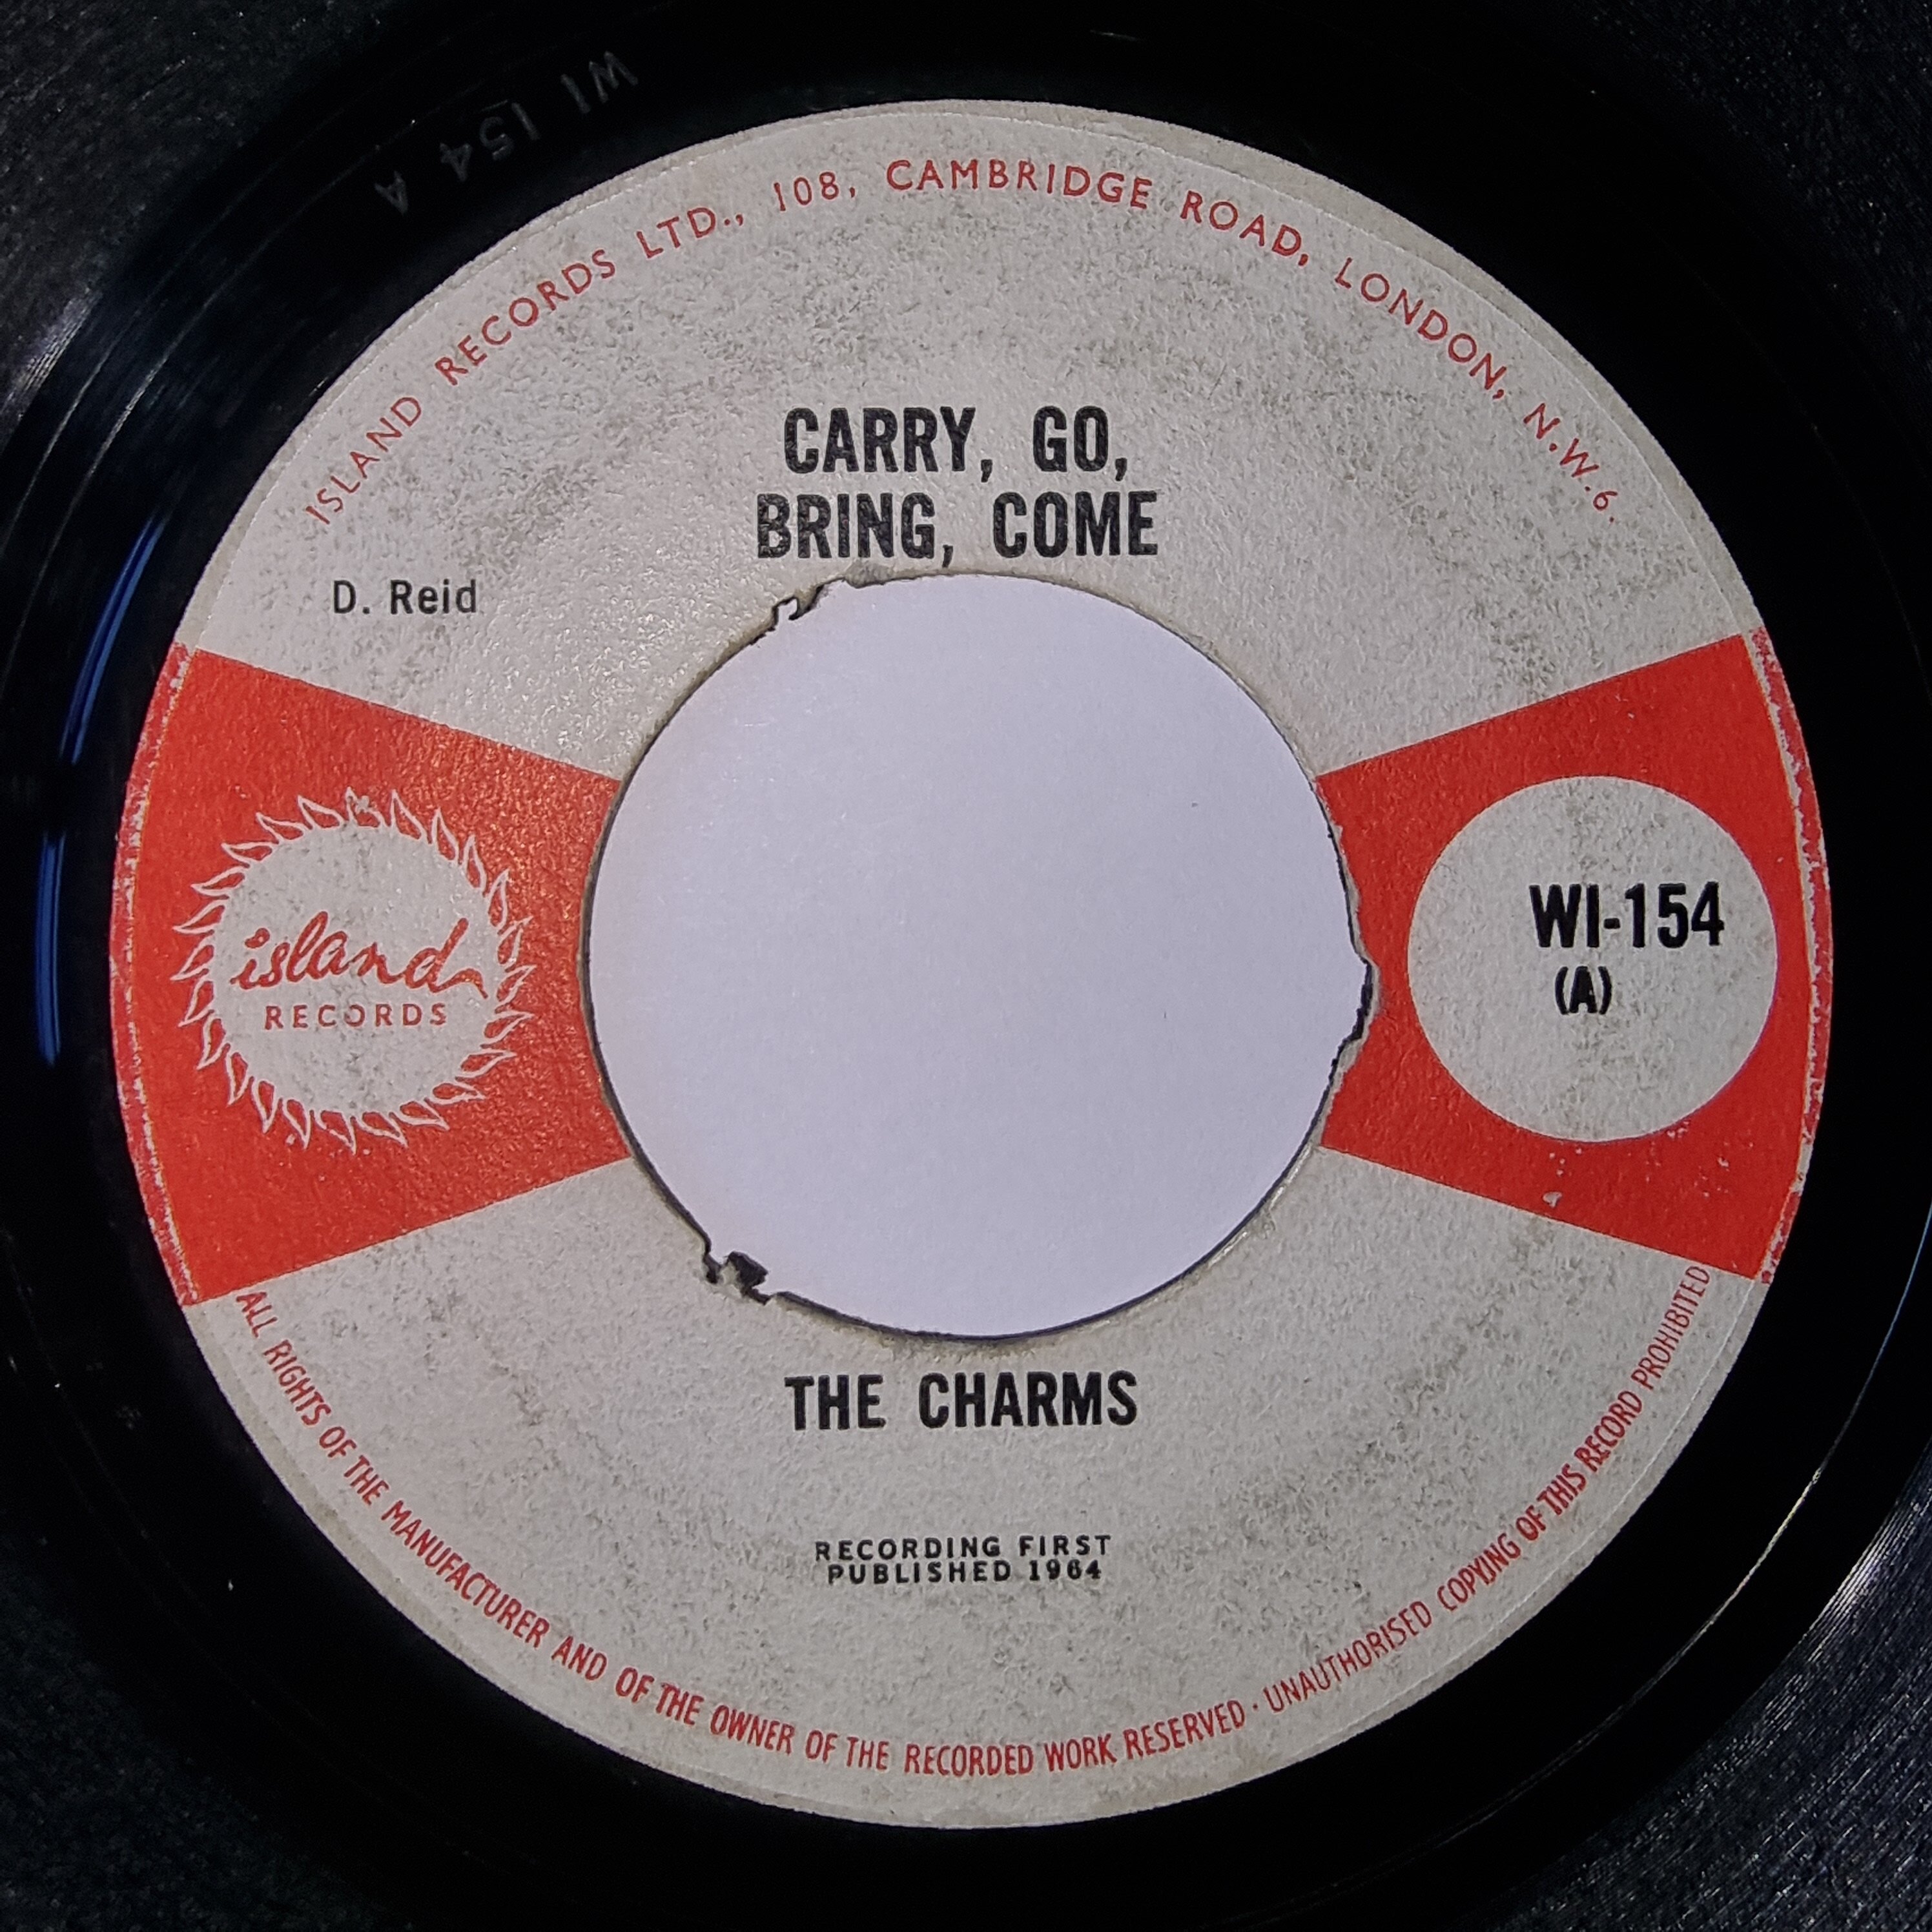 WI 154 A
ISLAND RECORDS LTD., 108, CAMBRIDGE ROAD, LONDON, N.W.6.
CARRY, GO,
BRING, COME
D. Reid
island
RECORDS
WI-154
(A)
THE CHARMS
RECORDING FIRST
PUBLISHED 1964
ALL RIGHTS OF THE MANUFACTURER AND OF THE OWNER OF THE RECORDED WORK RESERVED · UNAUTHORISED COPYING OF THIS RECORD PROHIBITED